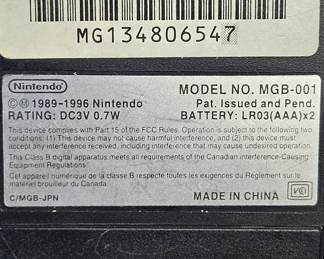 MG134806547
Nintendo
MODEL NO. MGB-001
©Ⓜ 1989-1996 Nintendo
Pat. Issued and Pend.
RATING: DC3V 0.7W
BATTERY: LR03(AAA)x2
This device complies with Part 15 of the FCC Rules. Operation is subject to the following two
conditions: (1) This device may not cause harmful interference, and (2) this device must
accept any interference received, including interference that may cause undesired operation.
This Class B digital apparatus meets all requirements of the Canadian Interference-Causing
Equipment Regulations.
Cet appareil numérique de la classe B respecte toutes les exigences du Règlement sur le
materiel brouilleur du Canada.
C/MGB-JPN
MADE IN CHINA